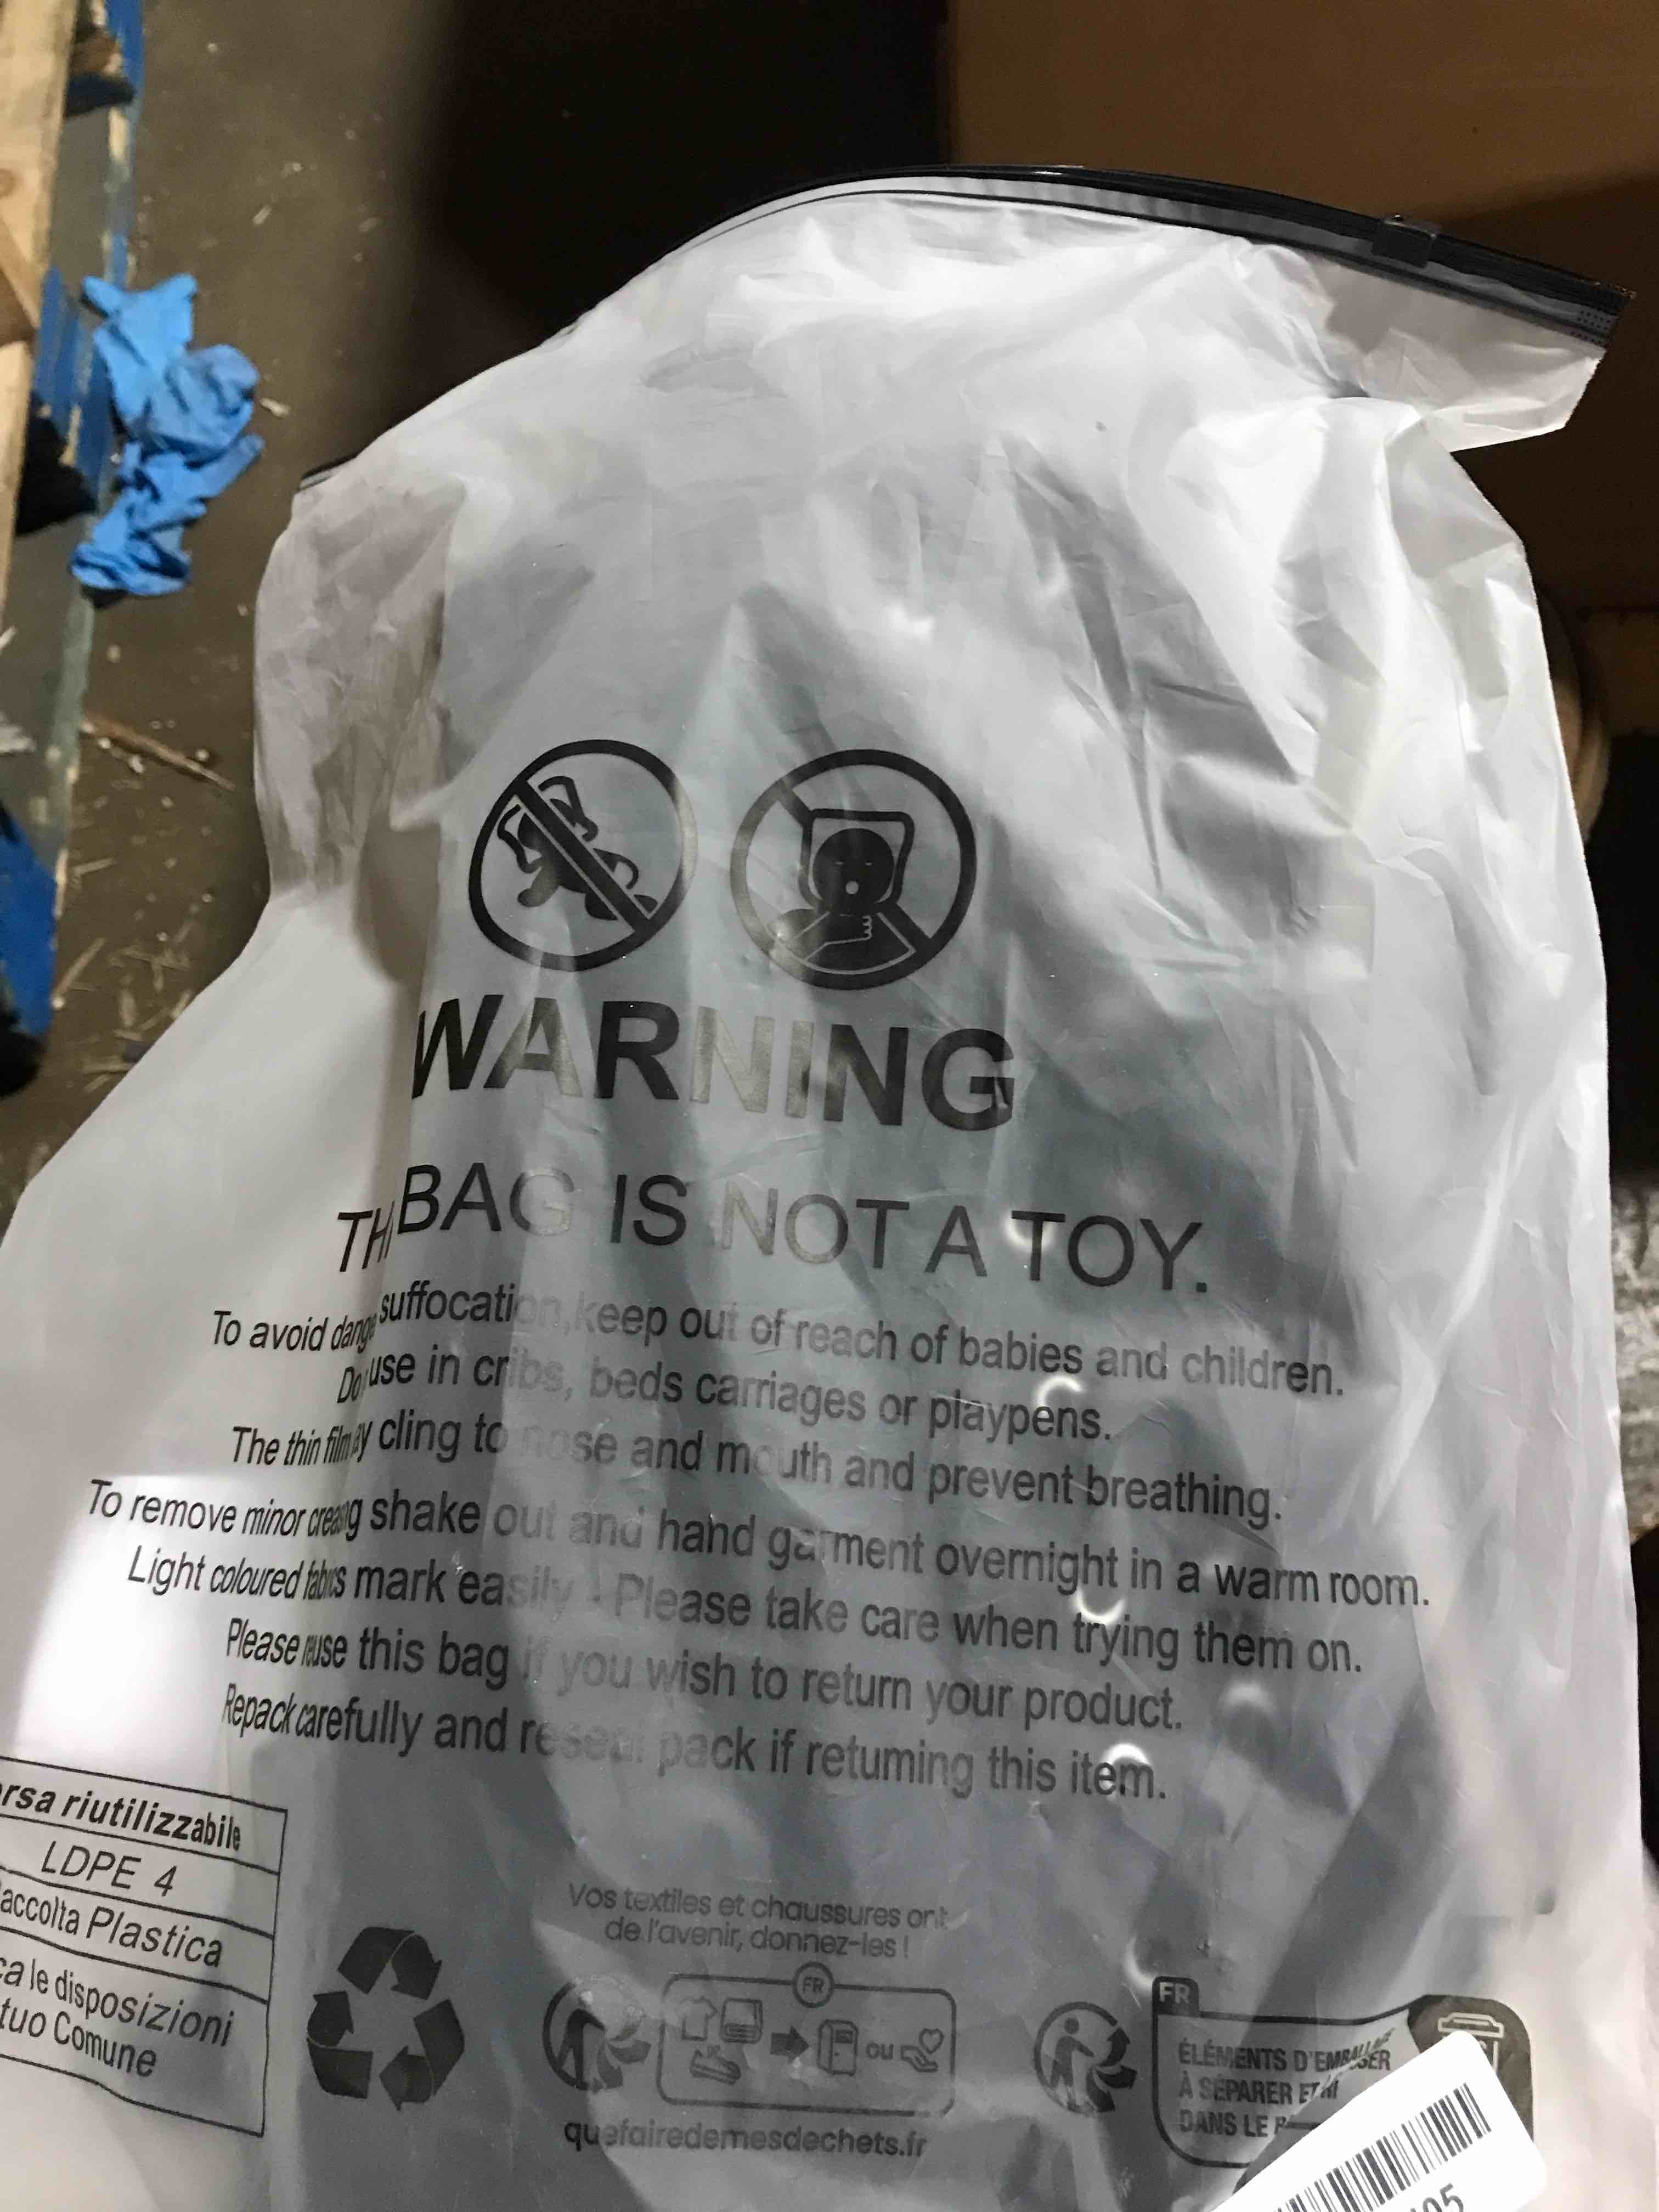 WARNING
THI BAG IS NOT A TOY.
To avoid dange suffocation, keep out of reach of babies and children.
Do use in cribs, beds carriages or playpens.
The thin film ay cling to nose and mouth and prevent breathing.
To remove minor creasing shake out and hand garment overnight in a warm room.
Light coloured fabrics mark easily - Please take care when trying them on.
Please reuse this bag if you wish to return your product.
Repack carefully and reseal pack if returning this item.
rsa riutilizzabile
LDPE 4
accolta Plastica
ca le disposizioni
tuo Comune
Vos textiles et chaussures ont
de l'avenir, donnez-les !
FR
ou
quefairedemesdechets.fr
FR
ÉLÉMENTS D'EMBALLAGE
À SÉPARER ET
DANS LE
05